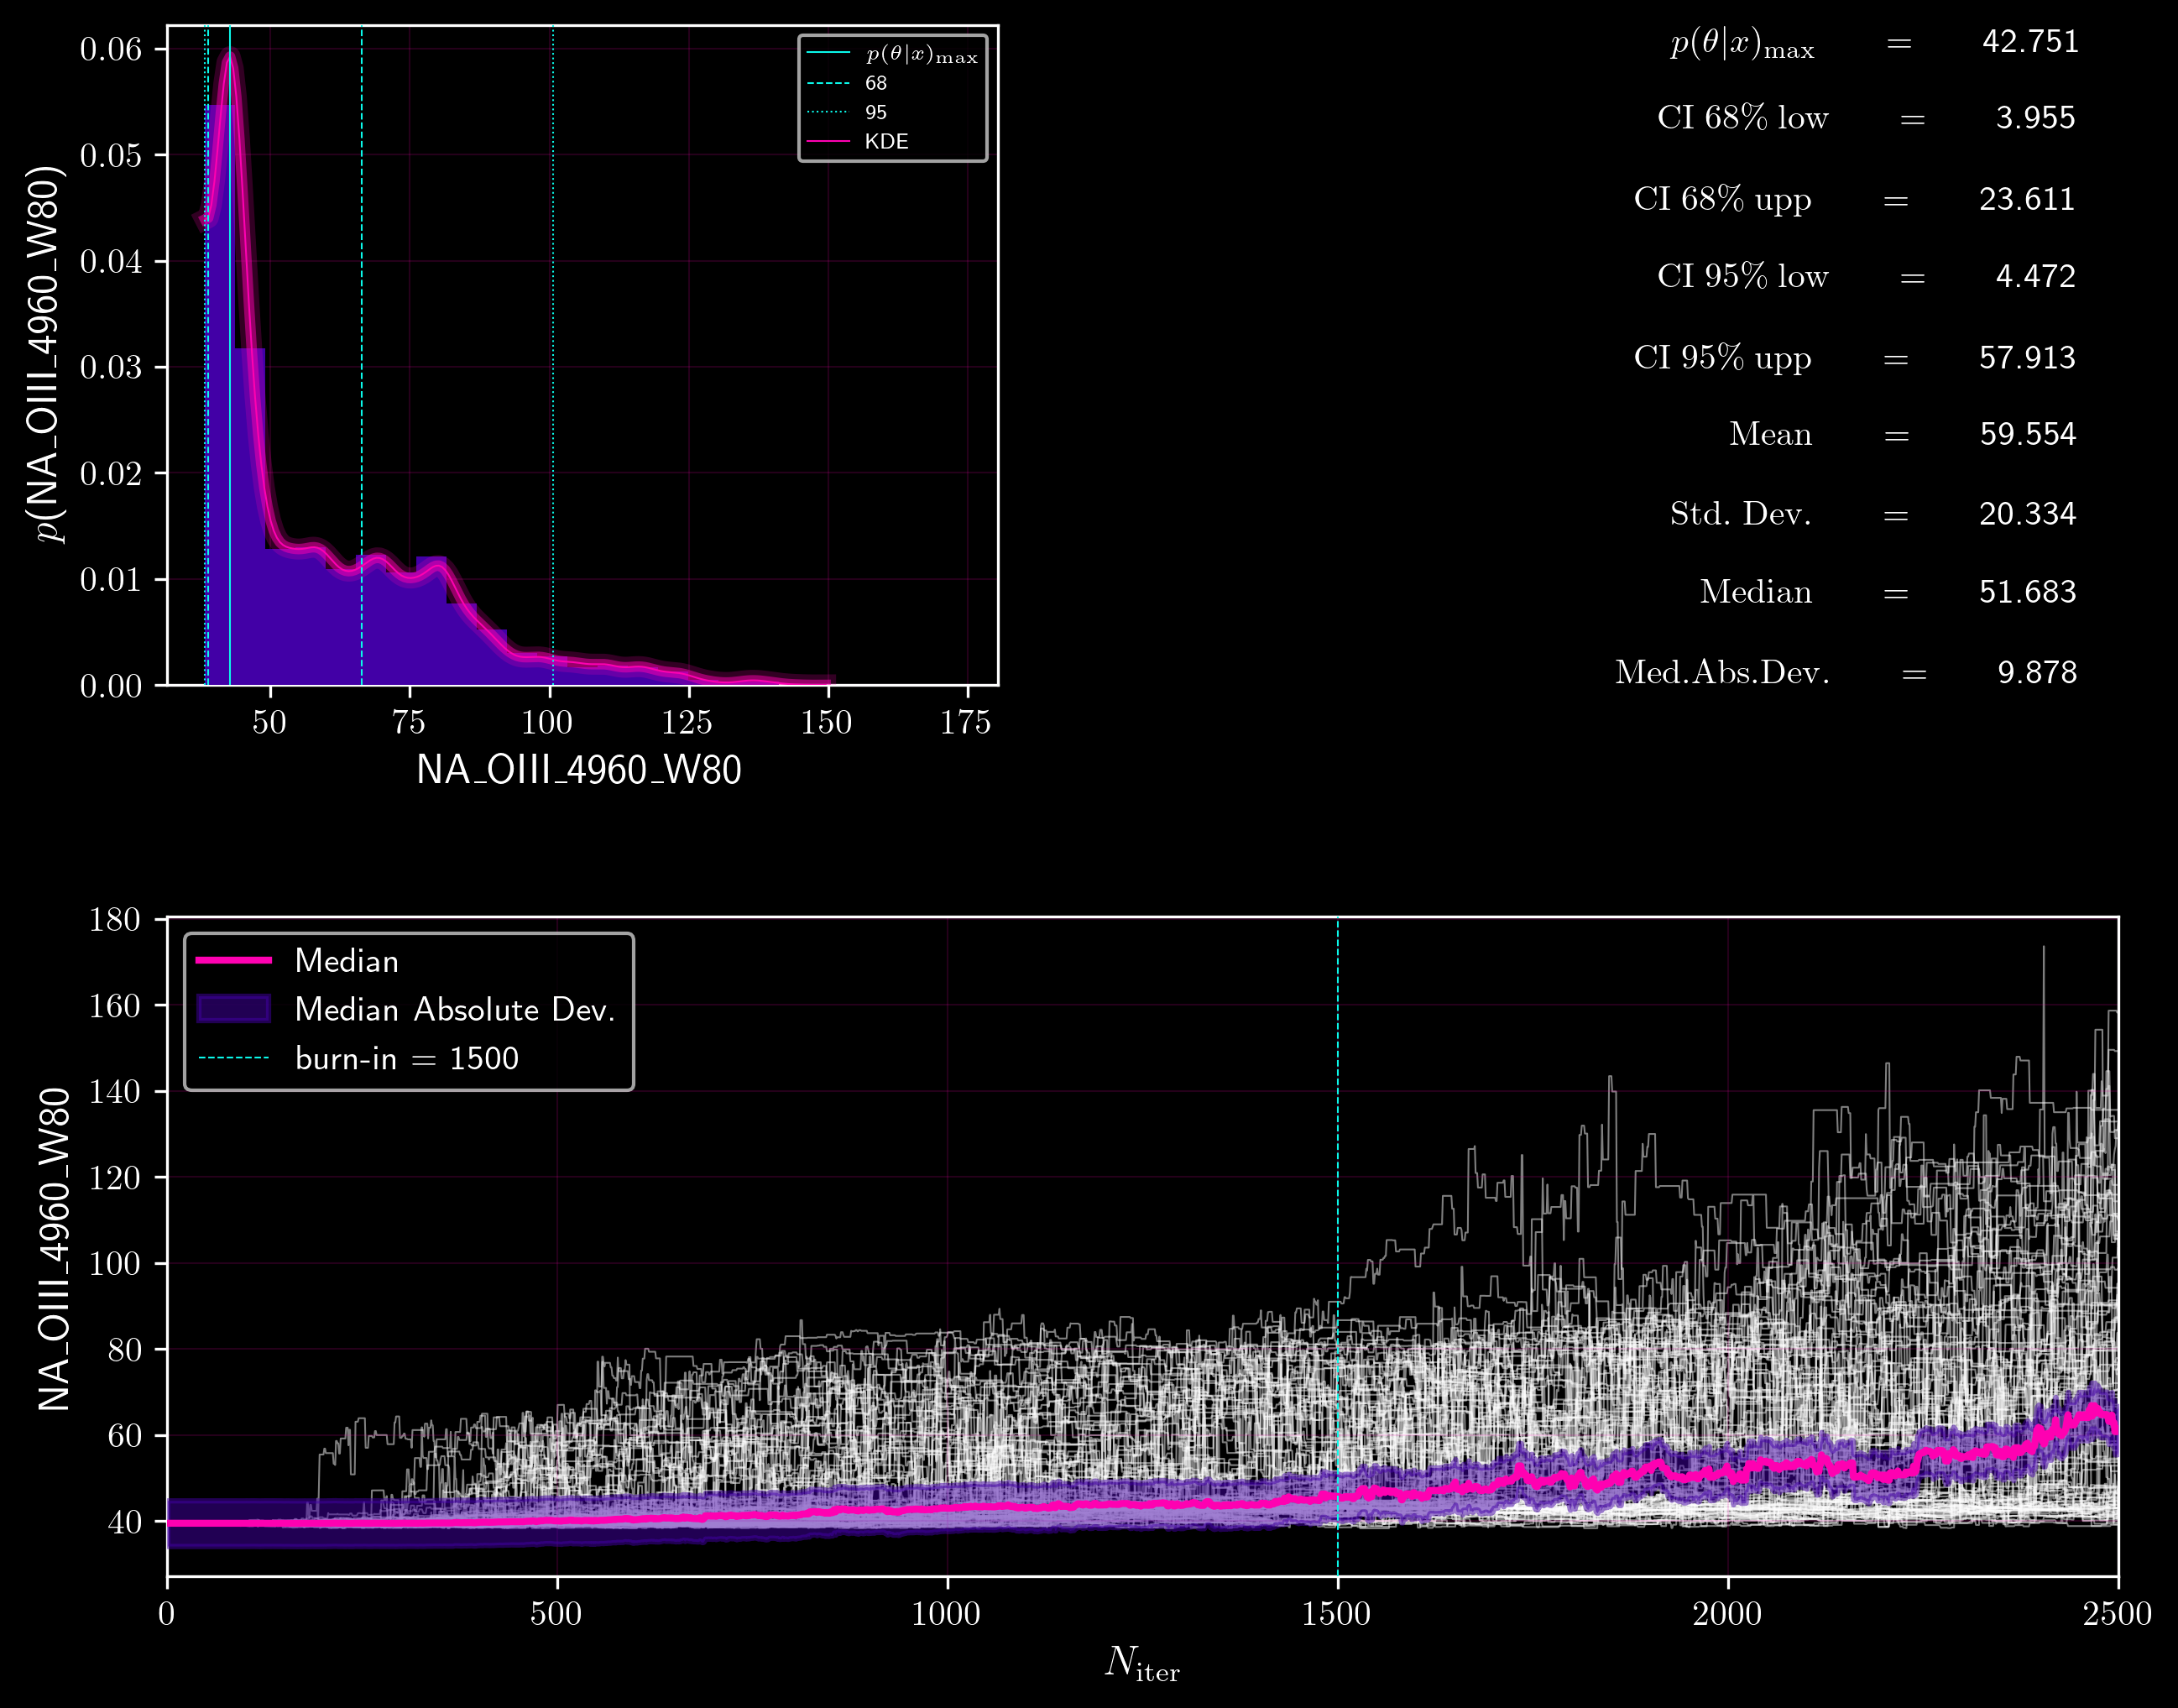 0.06
0.05
0.04
0.03
0.02
0.01
0.00
p(NA_OIII_4960_W80)
50 75 100 125 150 175
NA_OIII_4960_W80
p(θ|x)max
68
95
KDE
p(θ|x)max = 42.751
CI 68% low = 3.955
CI 68% upp = 23.611
CI 95% low = 4.472
CI 95% upp = 57.913
Mean = 59.554
Std. Dev. = 20.334
Median = 51.683
Med.Abs.Dev. = 9.878
180
160
140
120
100
80
60
40
NA_OIII_4960_W80
Median
Median Absolute Dev.
burn-in = 1500
0 500 1000 1500 2000 2500
Niter